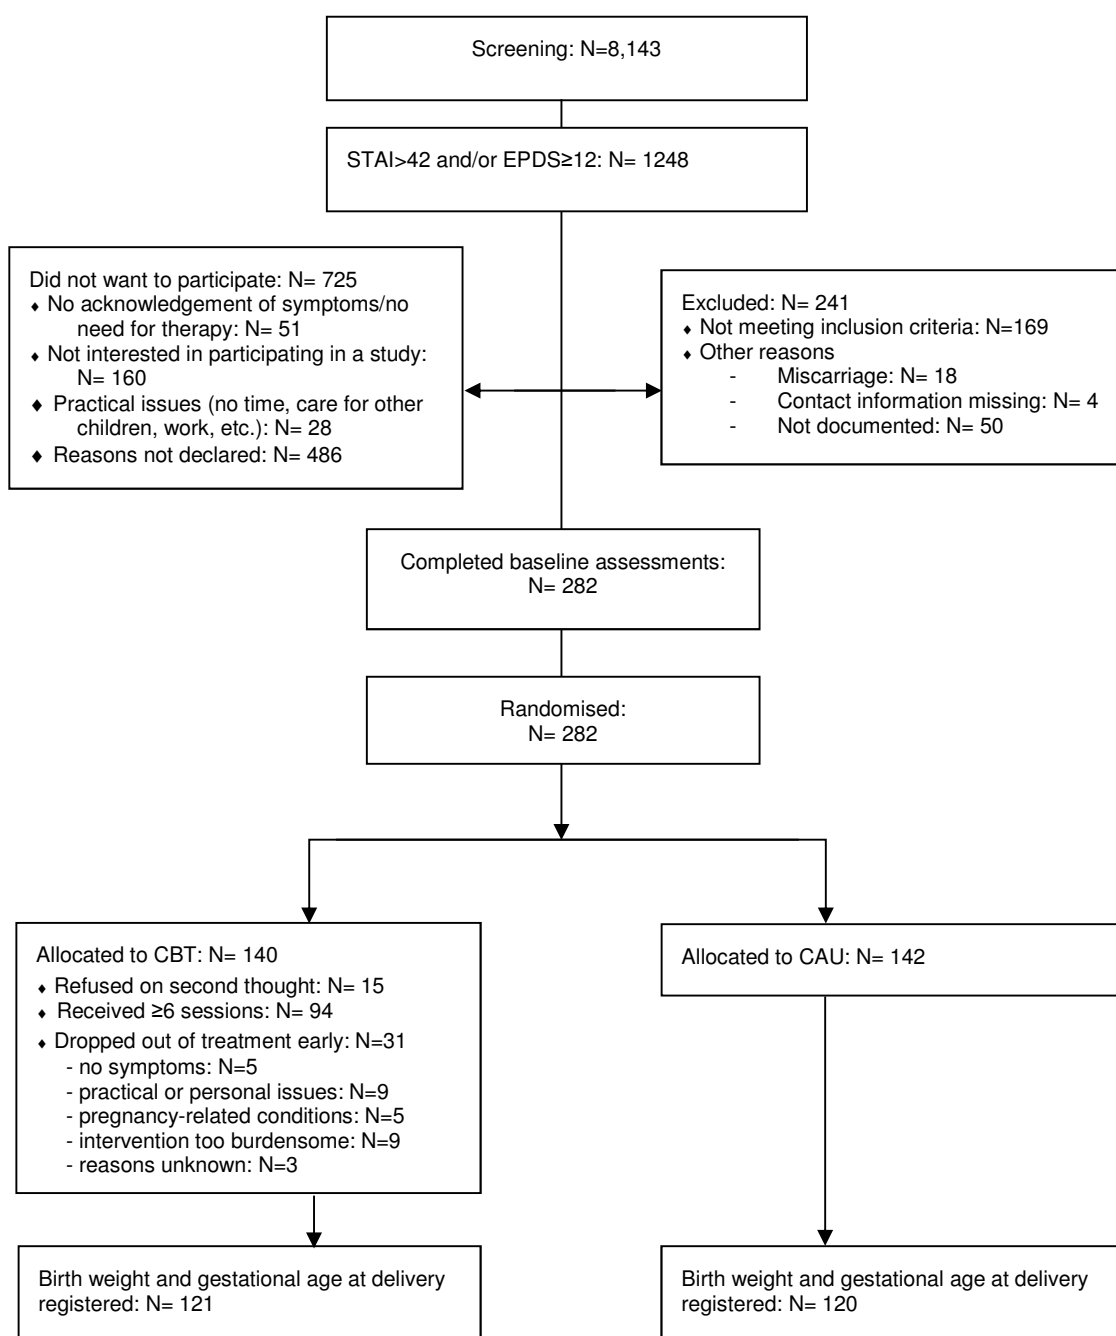 Screening: N=8,143
STAI>42 and/or EPDS≥12: N= 1248
Did not want to participate: N= 725
♦ No acknowledgement of symptoms/no
need for therapy: N= 51
♦ Not interested in participating in a study:
N= 160
♦ Practical issues (no time, care for other
children, work, etc.): N= 28
♦ Reasons not declared: N= 486
Excluded: N= 241
♦ Not meeting inclusion criteria: N=169
♦ Other reasons
- Miscarriage: N= 18
- Contact information missing: N= 4
- Not documented: N= 50
Completed baseline assessments:
N= 282
Randomised:
N= 282
Allocated to CBT: N= 140
♦ Refused on second thought: N= 15
♦ Received ≥6 sessions: N= 94
♦ Dropped out of treatment early: N=31
- no symptoms: N=5
- practical or personal issues: N=9
- pregnancy-related conditions: N=5
- intervention too burdensome: N=9
- reasons unknown: N=3
Allocated to CAU: N= 142
Birth weight and gestational age at delivery
registered: N= 121
Birth weight and gestational age at delivery
registered: N= 120